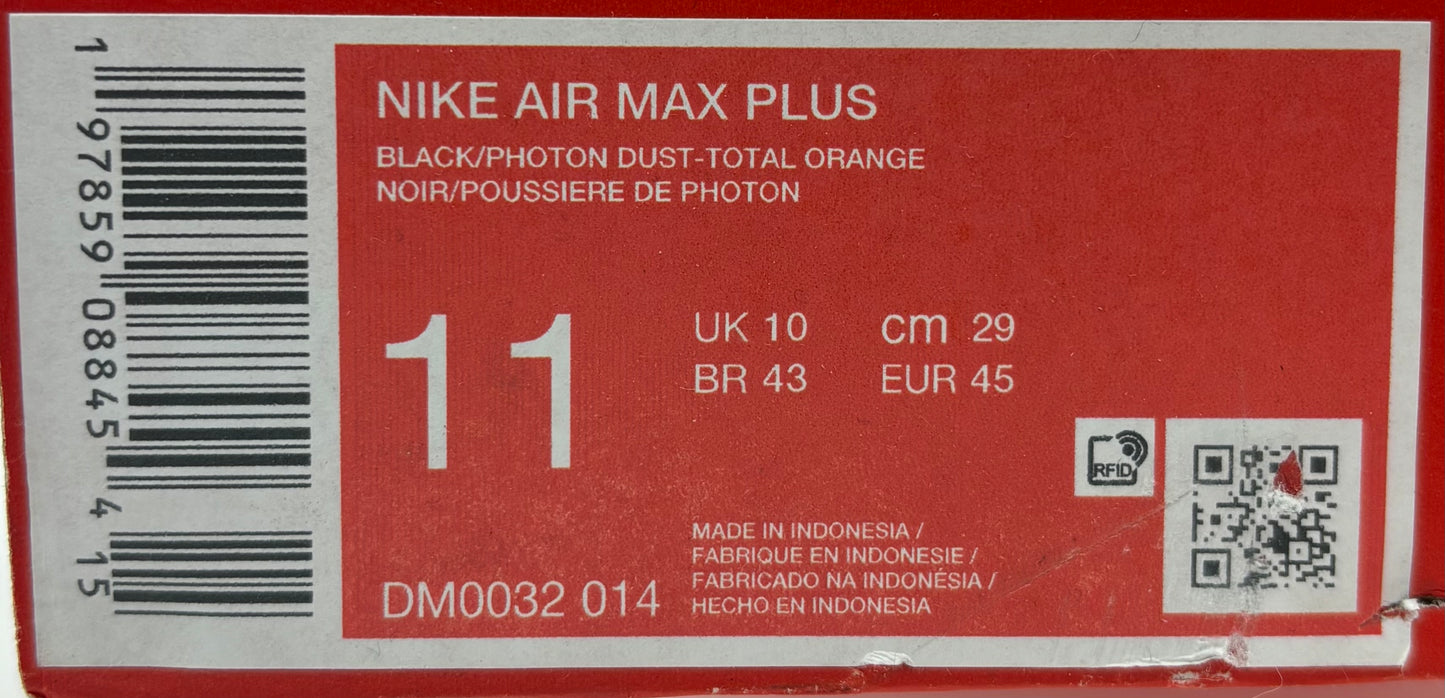 1 97859 08845 4 15
NIKE AIR MAX PLUS
BLACK/PHOTON DUST-TOTAL ORANGE
NOIR/POUSSIERE DE PHOTON
11
UK 10 cm 29
BR 43 EUR 45
RFID
DM0032 014
MADE IN INDONESIA /
FABRIQUE EN INDONESIE /
FABRICADO NA INDONÉSIA /
HECHO EN INDONESIA